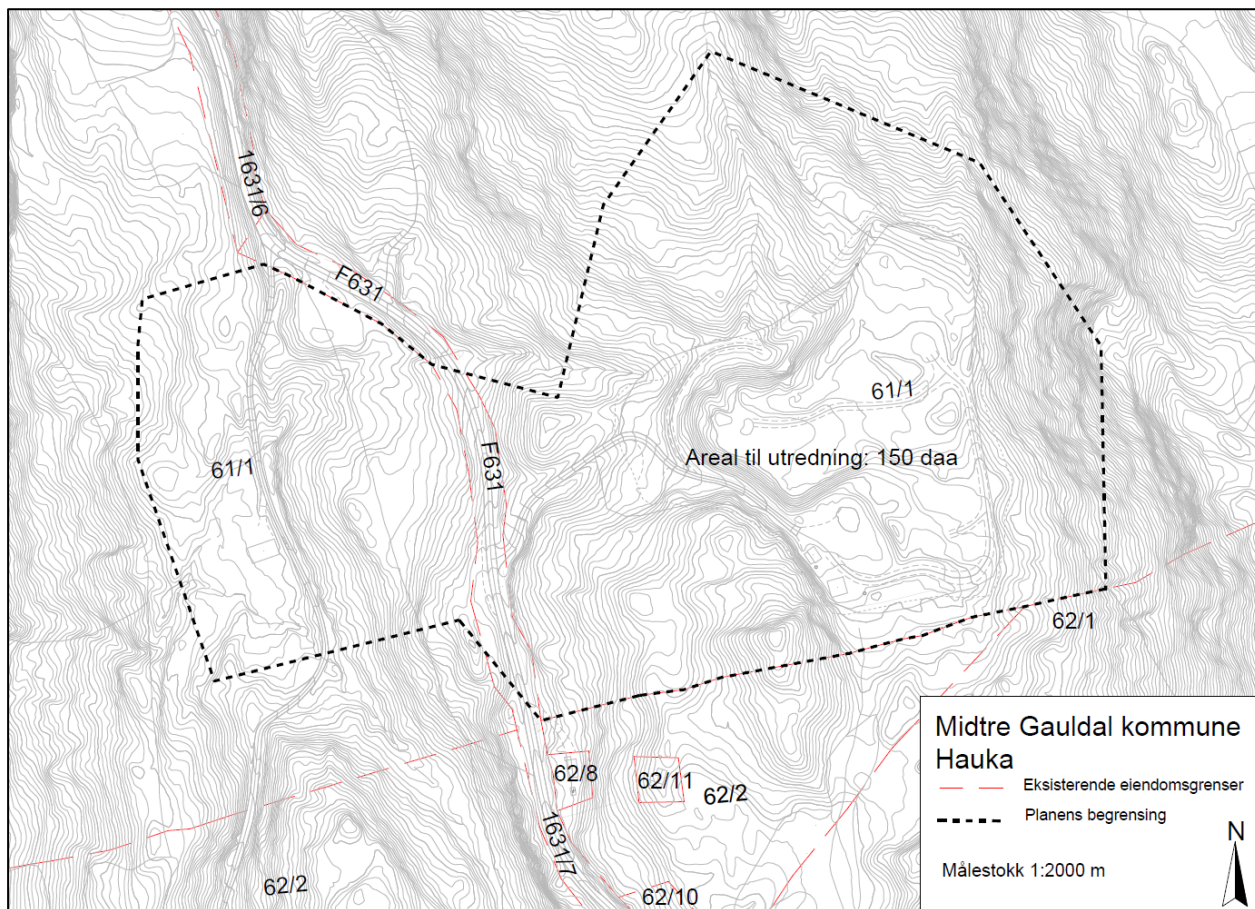 1631/6
F631
61/1
F631
61/1
Areal til utredning: 150 daa
62/1
62/8
62/11
62/2
1631/7
62/2
62/10
Midtre Gauldal kommune
Hauka
Eksisterende eiendomsgrenser
Planens begrensing
Målestokk 1:2000 m
N